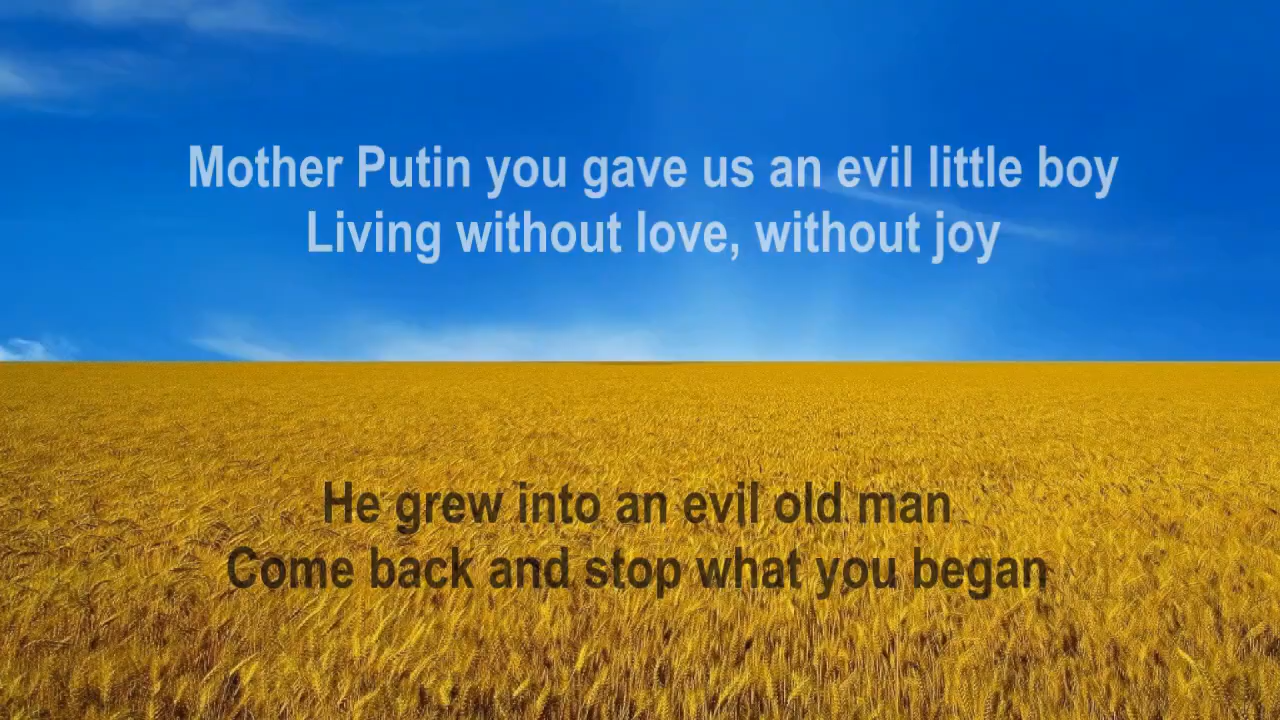 Mother Putin you gave us an evil little boy
Living without love, without joy
He grew into an evil old man
Come back and stop what you began